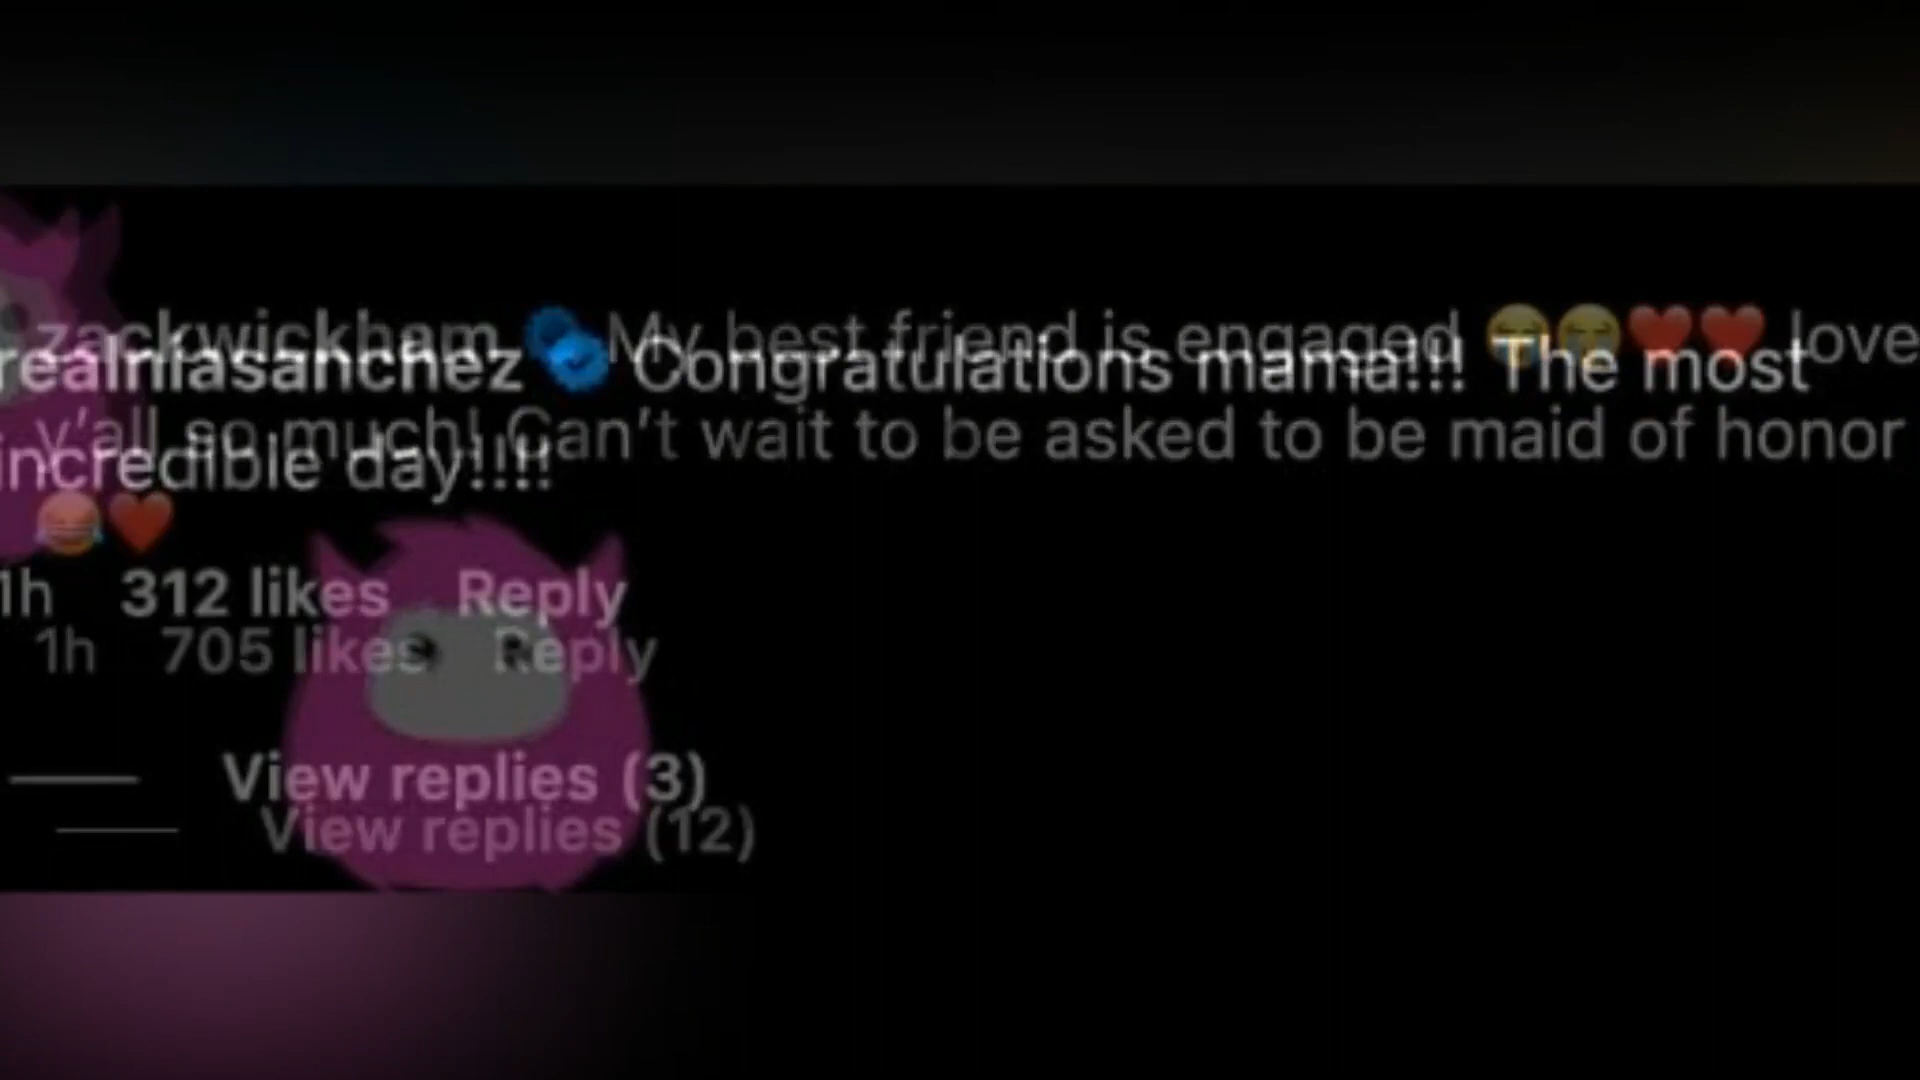 zackwickham My best friend is engaged 😭😭❤️❤️ love
y'all so much! Can't wait to be asked to be maid of honor
😂❤️
1h 705 likes Reply
View replies (12)
realniasanchez Congratulations mama!!! The most
incredible day!!!!
1h 312 likes Reply
View replies (3)